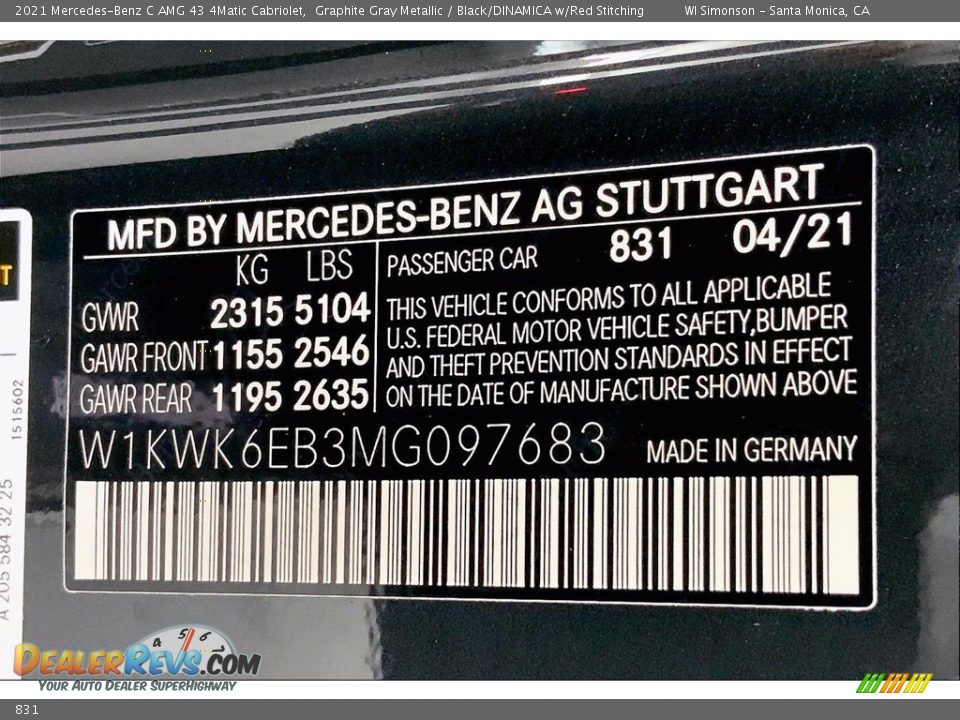 2021 Mercedes-Benz C AMG 43 4Matic Cabriolet, Graphite Gray Metallic / Black/DINAMICA w/Red Stitching WI Simonson - Santa Monica, CA
MFD BY MERCEDES-BENZ AG STUTTGART
KG LBS
GVWR 2315 5104
GAWR FRONT 1155 2546
GAWR REAR 1195 2635
PASSENGER CAR 831 04/21
THIS VEHICLE CONFORMS TO ALL APPLICABLE
U.S. FEDERAL MOTOR VEHICLE SAFETY,BUMPER
AND THEFT PREVENTION STANDARDS IN EFFECT
ON THE DATE OF MANUFACTURE SHOWN ABOVE
W1KWK6EB3MG097683 MADE IN GERMANY
T
1515602
A 205 584 32 25
4 5 6
DEALERREVS.COM
YOUR AUTO DEALER SUPERHIGHWAY
831